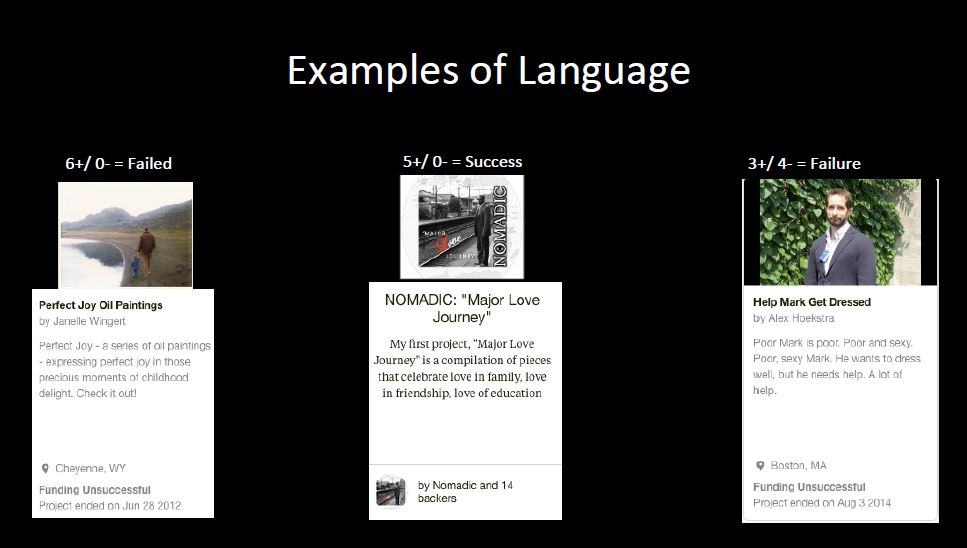 Examples of Language
6+/ 0- = Failed
Perfect Joy Oil Paintings
by Janelle Wingert
Perfect Joy - a series of oil paintings
- expressing perfect joy in those
precious moments of childhood
delight. Check it out!
Cheyenne, WY
Funding Unsuccessful
Project ended on Jun 28 2012
5+/ 0- = Success
"MAJOR
Love
JOURNEY"
NOMADIC
NOMADIC: "Major Love
Journey"
My first project, "Major Love
Journey" is a compilation of pieces
that celebrate love in family, love
in friendship, love of education
by Nomadic and 14
backers
3+/ 4- = Failure
Help Mark Get Dressed
by Alex Hoekstra
Poor Mark is poor. Poor and sexy.
Poor, sexy Mark. He wants to dress
well, but he needs help. A lot of
help.
Boston, MA
Funding Unsuccessful
Project ended on Aug 3 2014